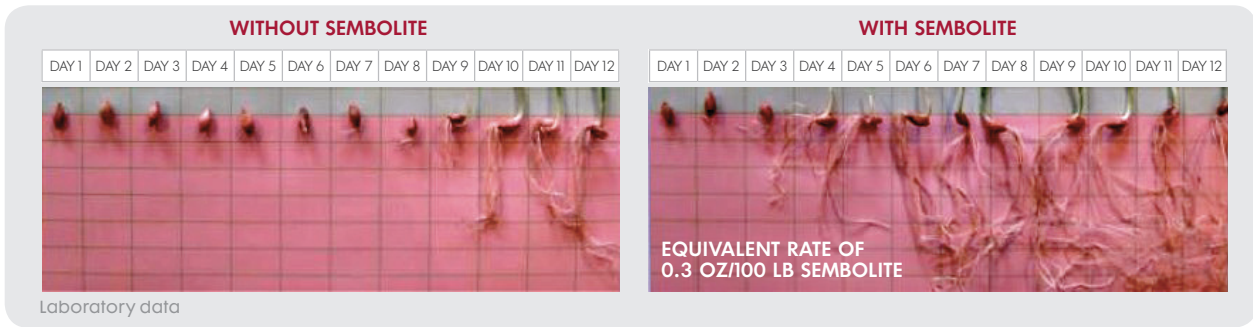 WITHOUT SEMBOLITE
DAY 1 DAY 2 DAY 3 DAY 4 DAY 5 DAY 6 DAY 7 DAY 8 DAY 9 DAY 10 DAY 11 DAY 12
WITH SEMBOLITE
DAY 1 DAY 2 DAY 3 DAY 4 DAY 5 DAY 6 DAY 7 DAY 8 DAY 9 DAY 10 DAY 11 DAY 12
EQUIVALENT RATE OF
0.3 OZ/100 LB SEMBOLITE
Laboratory data